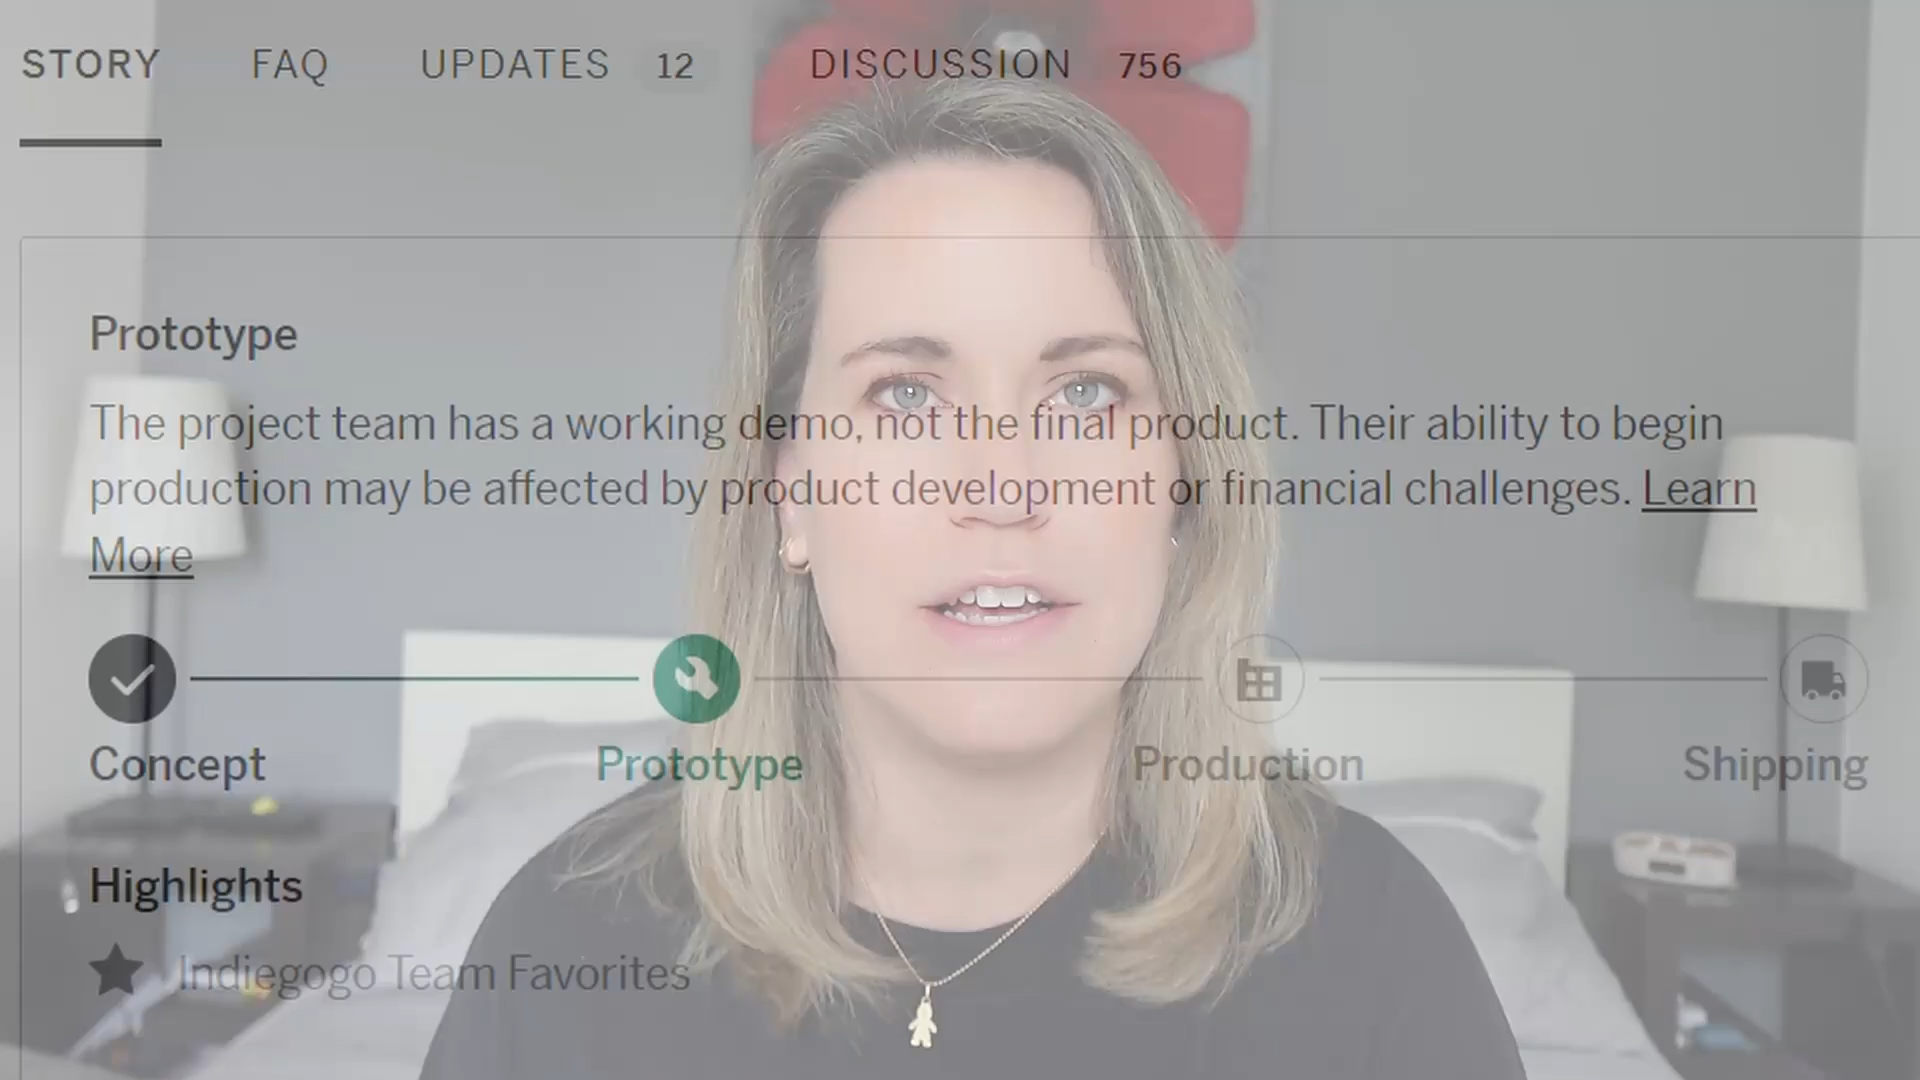 STORY FAQ UPDATES 12 DISCUSSION 756
Prototype
The project team has a working demo, not the final product. Their ability to begin
production may be affected by product development or financial challenges. Learn
More
Concept Prototype Production Shipping
Highlights
Indiegogo Team Favorites